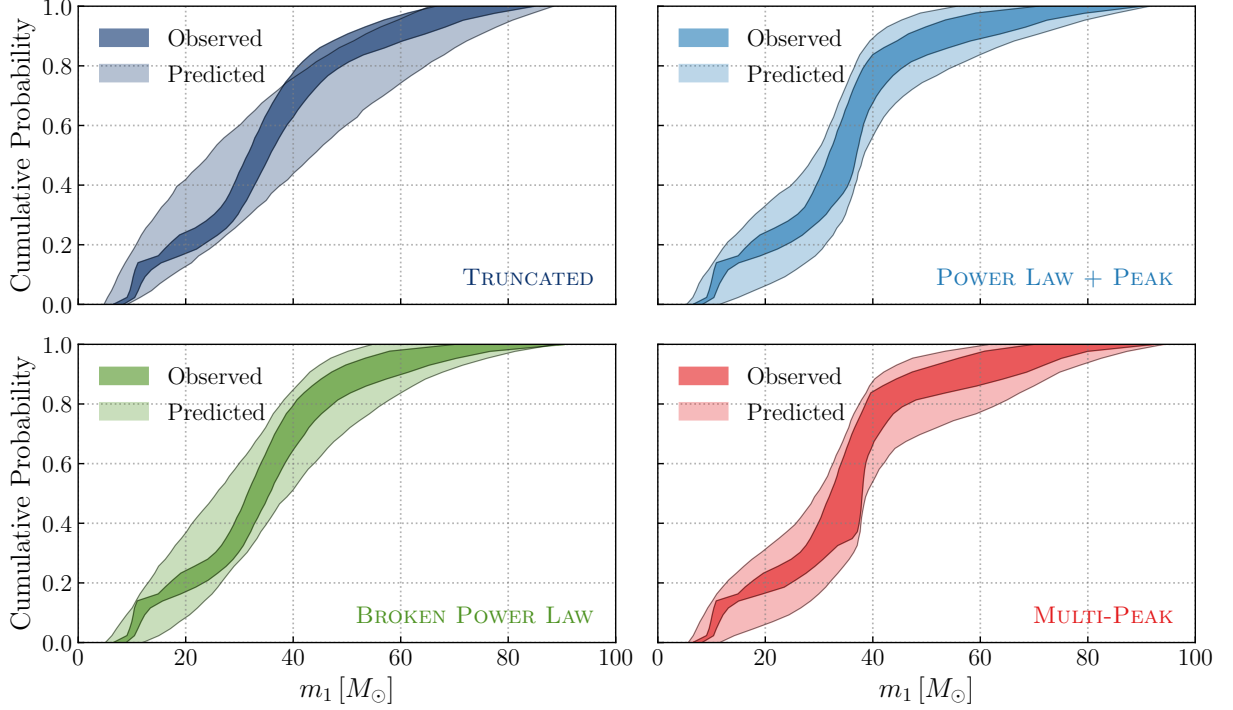 Cumulative Probability
1.0
0.8
0.6
0.4
0.2
0.0
Observed
Predicted
TRUNCATED
Observed
Predicted
POWER LAW + PEAK
Cumulative Probability
1.0
0.8
0.6
0.4
0.2
0.0
Observed
Predicted
BROKEN POWER LAW
0 20 40 60 80 100
m₁ [M☉]
Observed
Predicted
MULTI-PEAK
0 20 40 60 80 100
m₁ [M☉]